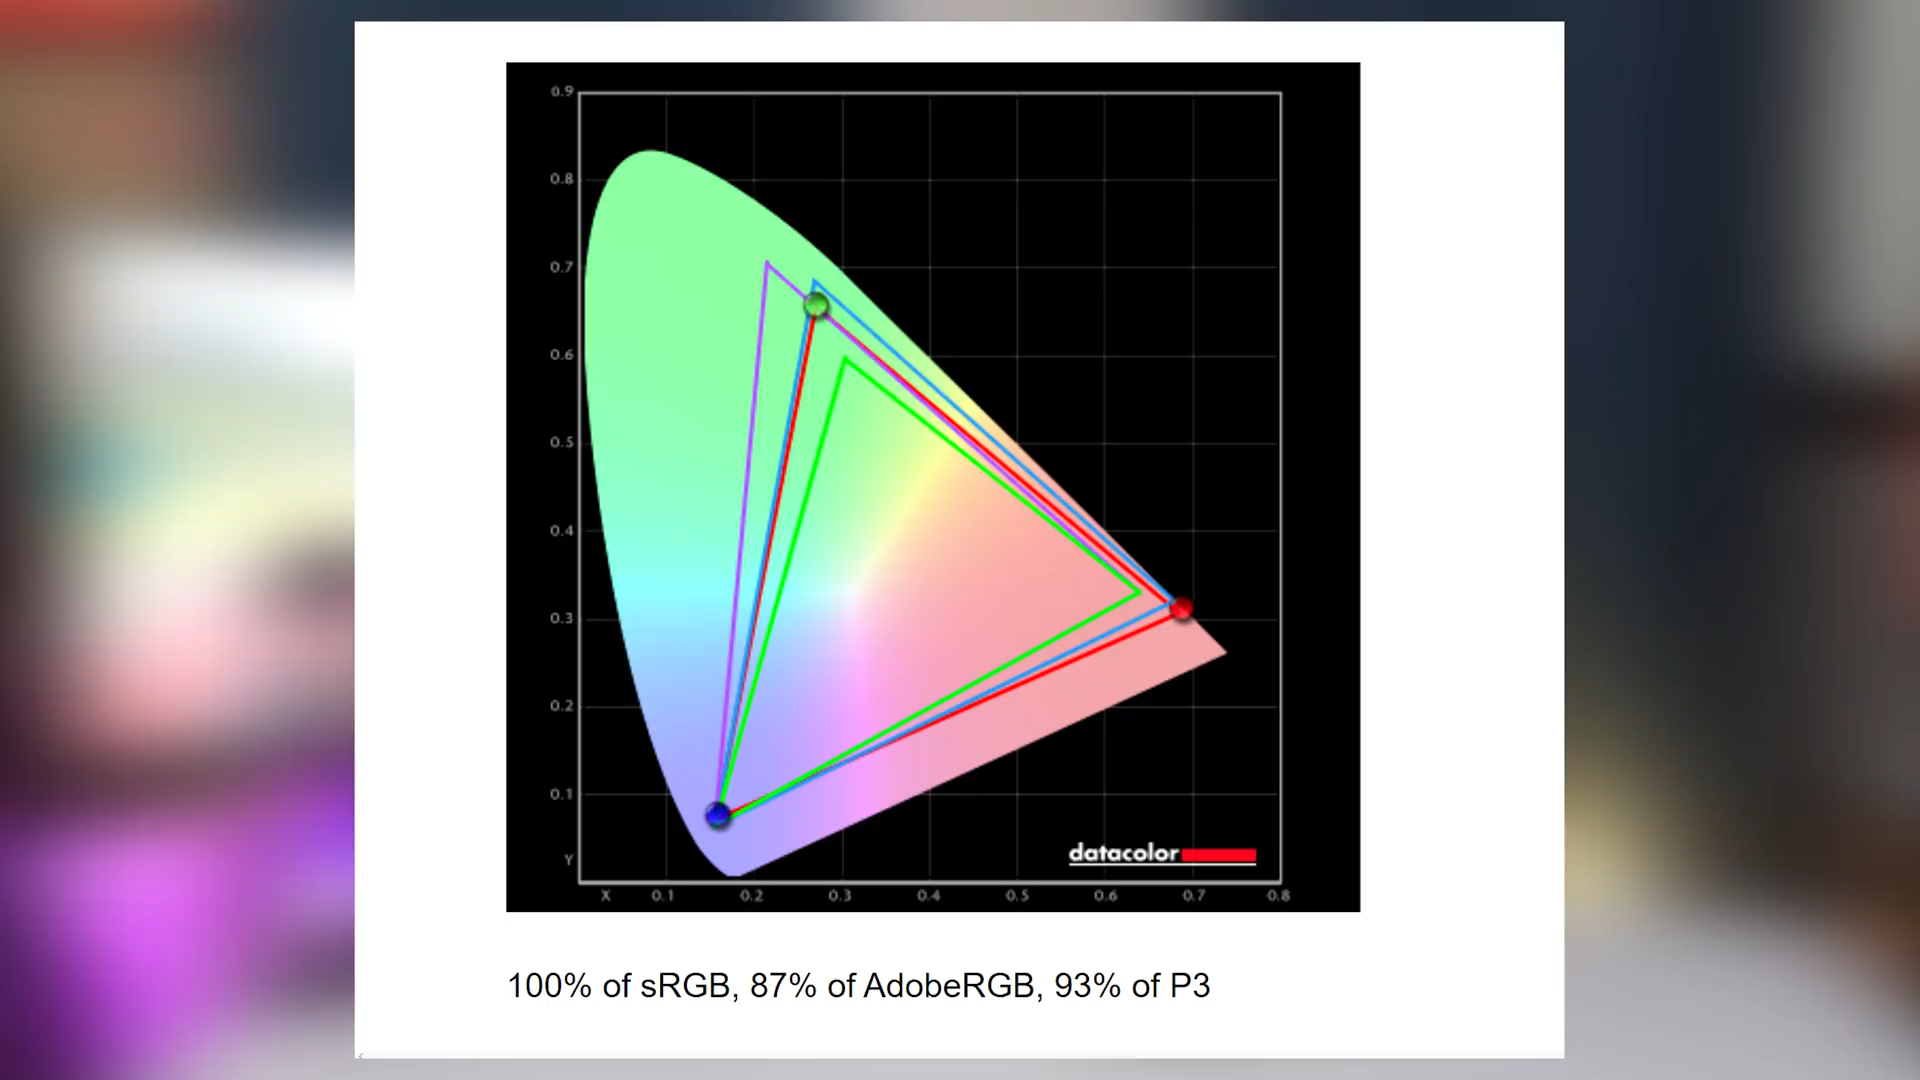 0.9
0.8
0.7
0.6
0.5
0.4
0.3
0.2
0.1
Y
datacolor
X 0.1 0.2 0.3 0.4 0.5 0.6 0.7 0.8
100% of sRGB, 87% of AdobeRGB, 93% of P3